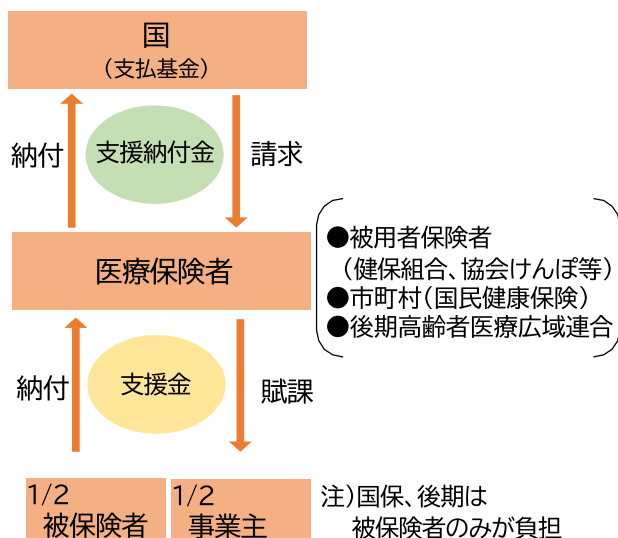 国
（支払基金）
納付
支援納付金
請求
医療保険者
●被用者保険者
（健保組合、協会けんぽ等）
●市町村（国民健康保険）
●後期高齢者医療広域連合
納付
支援金
賦課
1/2
被保険者
1/2
事業主
注）国保、後期は
被保険者のみが負担